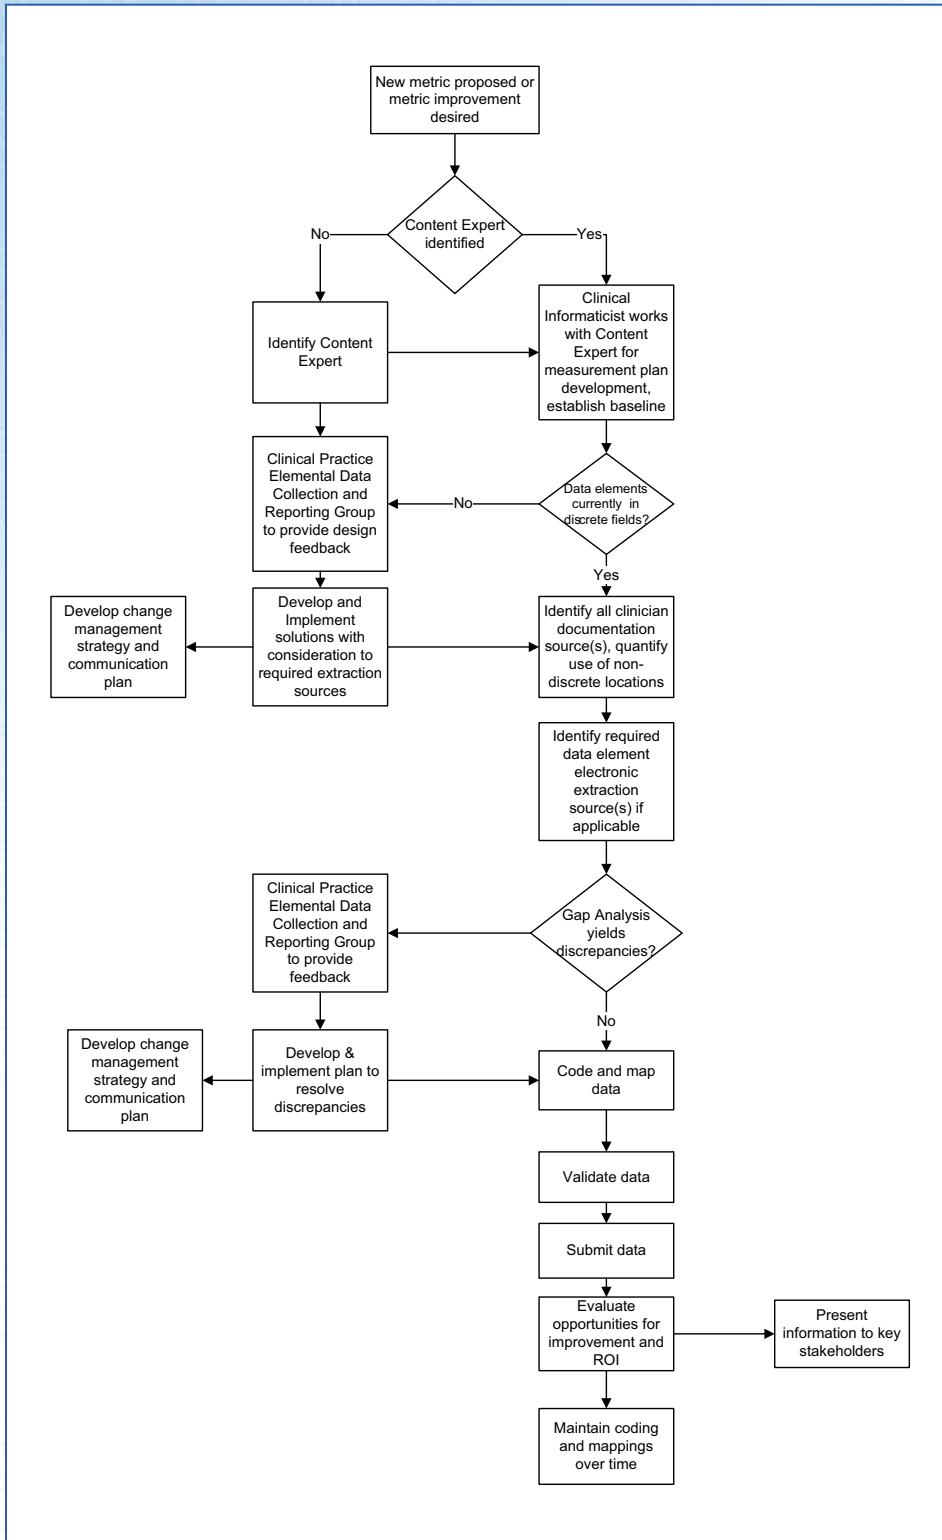 New metric proposed or
metric improvement
desired
Content Expert
identified
No
Yes
Identify Content
Expert
Clinical
Informaticist works
with Content
Expert for
measurement plan
development,
establish baseline
Clinical Practice
Elemental Data
Collection and
Reporting Group
to provide design
feedback
No
Data elements
currently in
discrete fields?
Yes
Develop change
management
strategy and
communication
plan
Develop and
Implement
solutions with
consideration to
required extraction
sources
Identify all clinician
documentation
source(s), quantify
use of non-
discrete locations
Identify required
data element
electronic
extraction
source(s) if
applicable
Clinical Practice
Elemental Data
Collection and
Reporting Group
to provide
feedback
Gap Analysis
yields
discrepancies?
No
Develop change
management
strategy and
communication
plan
Develop &
implement plan to
resolve
discrepancies
Code and map
data
Validate data
Submit data
Evaluate
opportunities for
improvement and
ROI
Present
information to key
stakeholders
Maintain coding
and mappings
over time